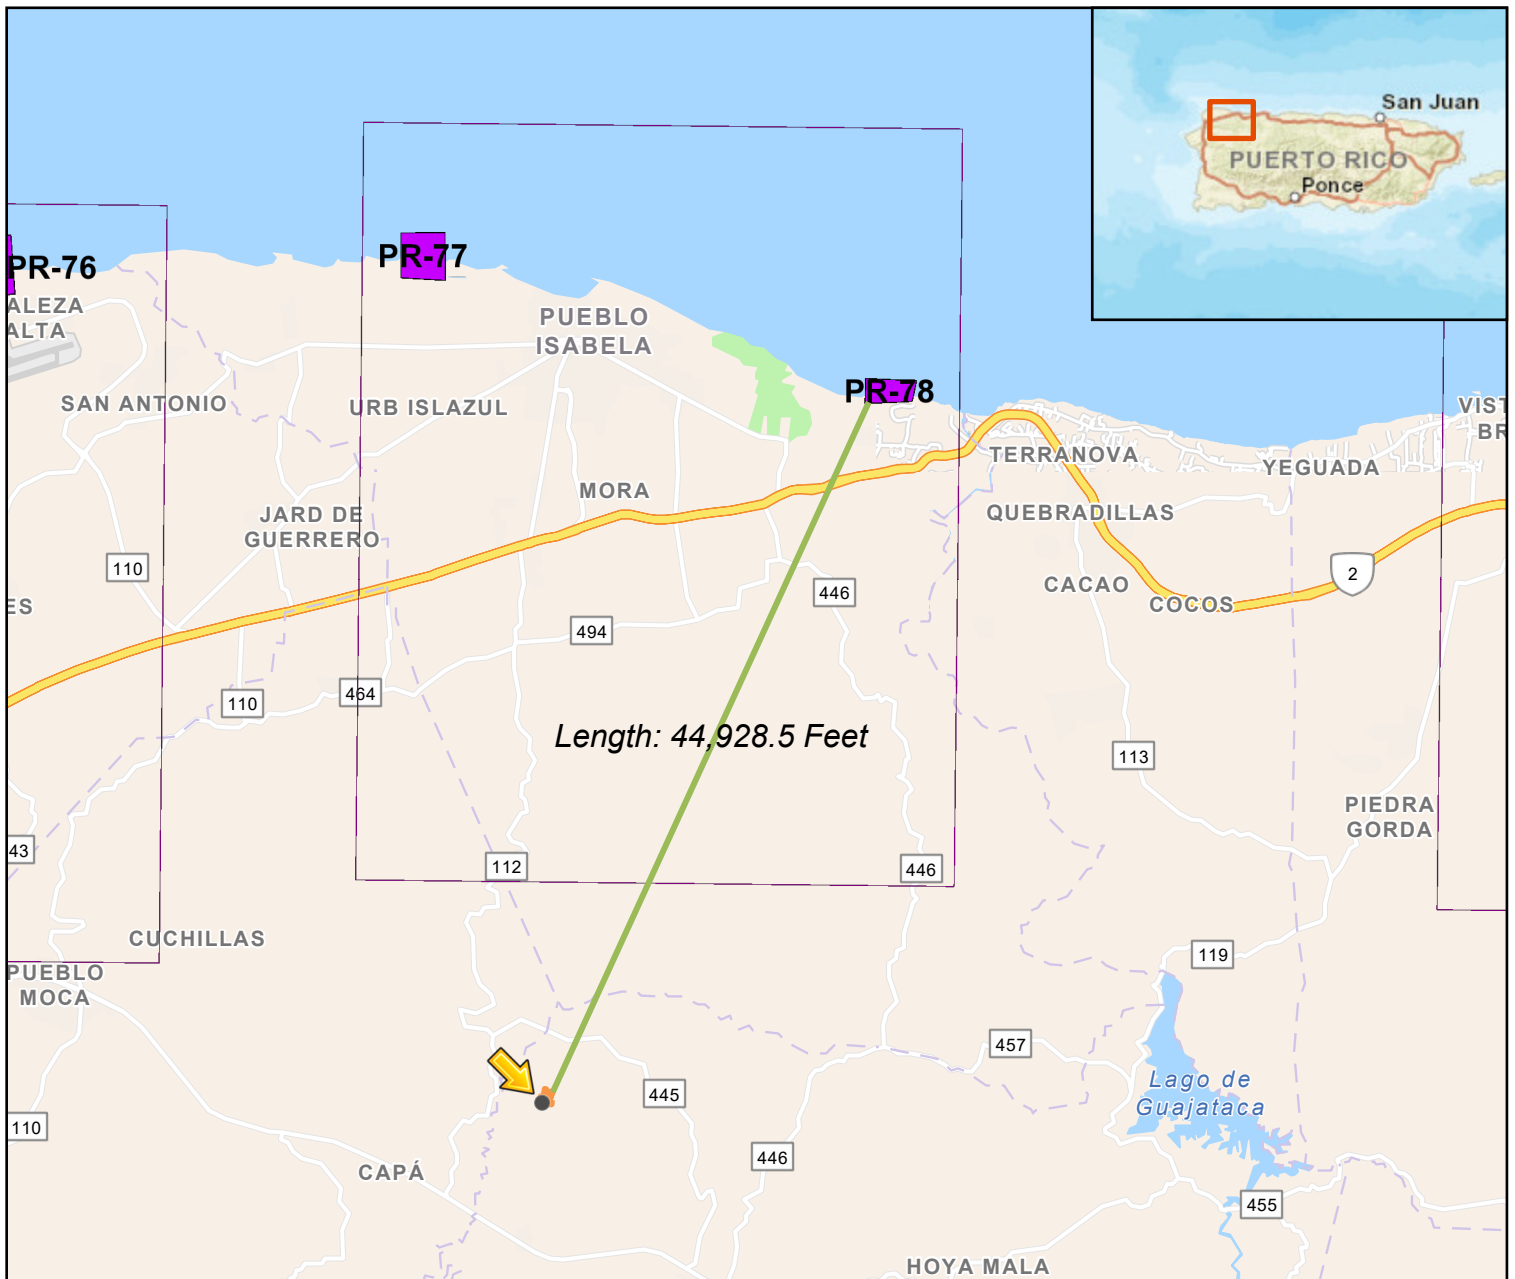 San Juan
PUERTO RICO
Ponce
PR-76
PR-77
ALEZA
ALTA
PUEBLO
ISABELA
PR-78
SAN ANTONIO
URB ISLAZUL
VIST
BR
TERRANOVA
YEGUADA
MORA
JARD DE
GUERRERO
QUEBRADILLAS
110
2
CACAO
446
COCOS
ES
494
464
110
Length: 44,928.5 Feet
113
PIEDRA
GORDA
43
112
446
CUCHILLAS
119
PUEBLO
MOCA
457
Lago de
Guajataca
445
110
446
CAPÁ
455
HOYA MALA